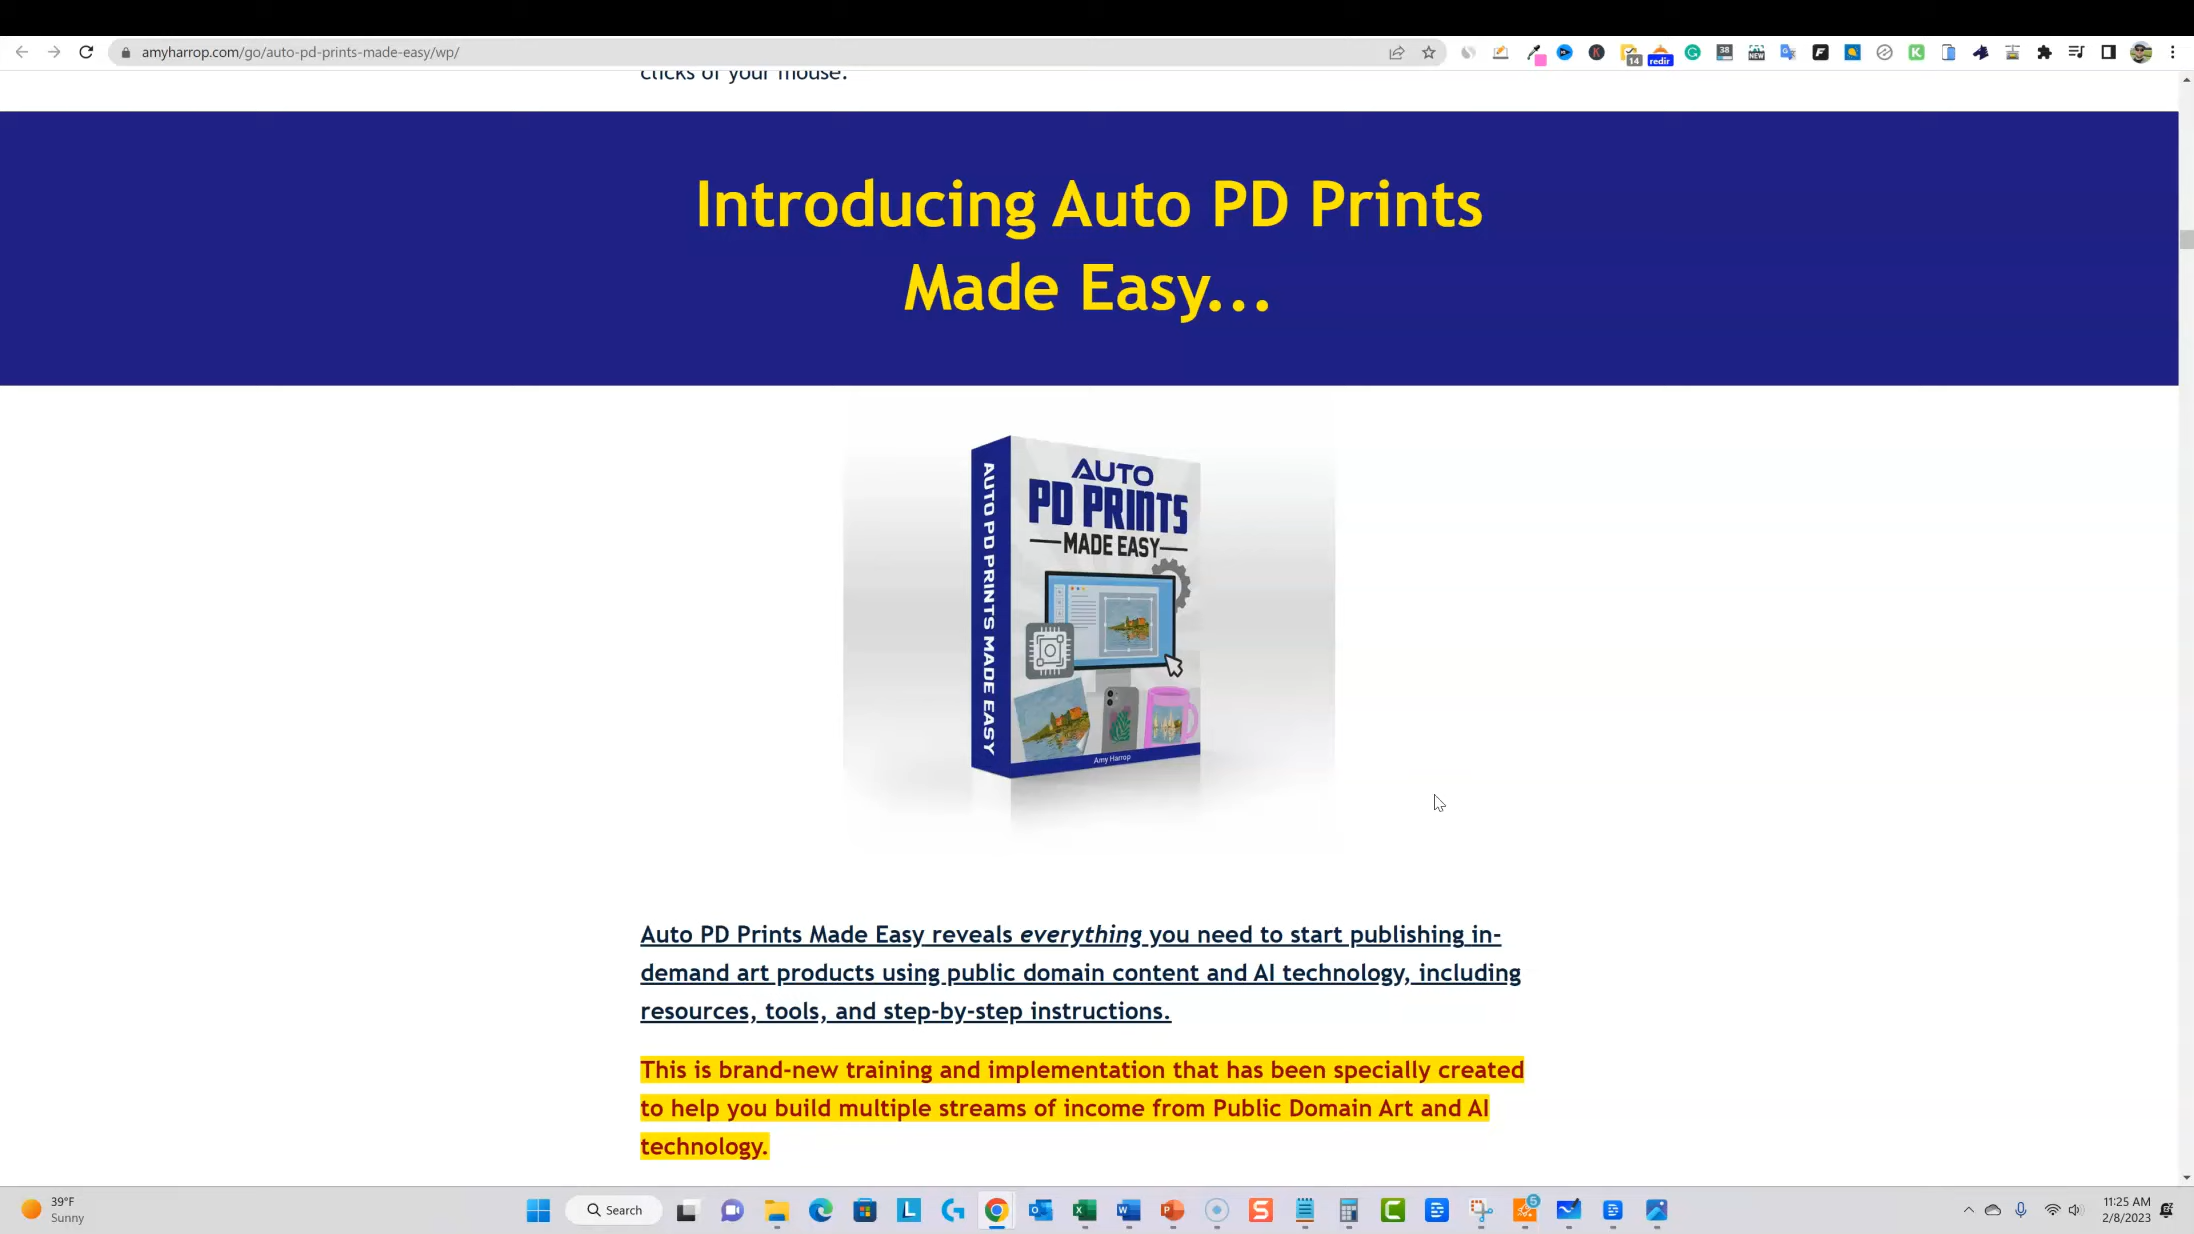 amyharrop.com/go/auto-pd-prints-made-easy/wp/
14
redir
38
NEW
clicks of your mouse.
Introducing Auto PD Prints
Made Easy...
AUTO PD PRINTS MADE EASY
AUTO
PD PRINTS
MADE EASY
Amy Harrop
Auto PD Prints Made Easy reveals everything you need to start publishing in-
demand art products using public domain content and AI technology, including
resources, tools, and step-by-step instructions.
This is brand-new training and implementation that has been specially created
to help you build multiple streams of income from Public Domain Art and AI
technology.
39°F
Sunny
Search
5
11:25 AM
2/8/2023